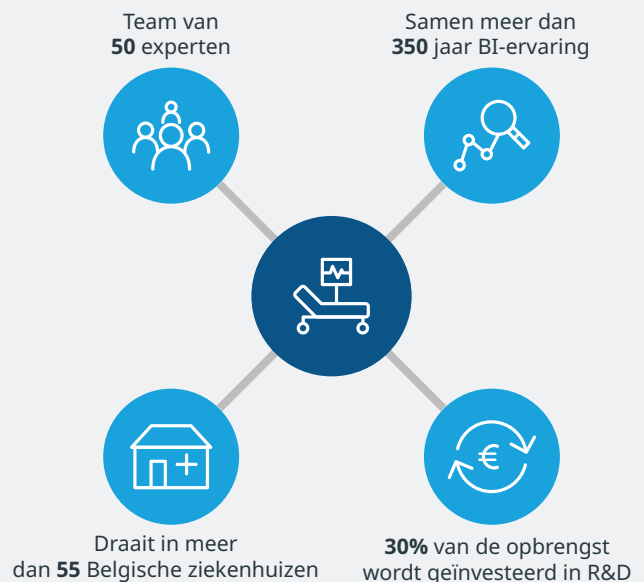 Team van
50 experten
Samen meer dan
350 jaar BI-ervaring
€
Draait in meer
dan 55 Belgische ziekenhuizen
30% van de opbrengst
wordt geïnvesteerd in R&D